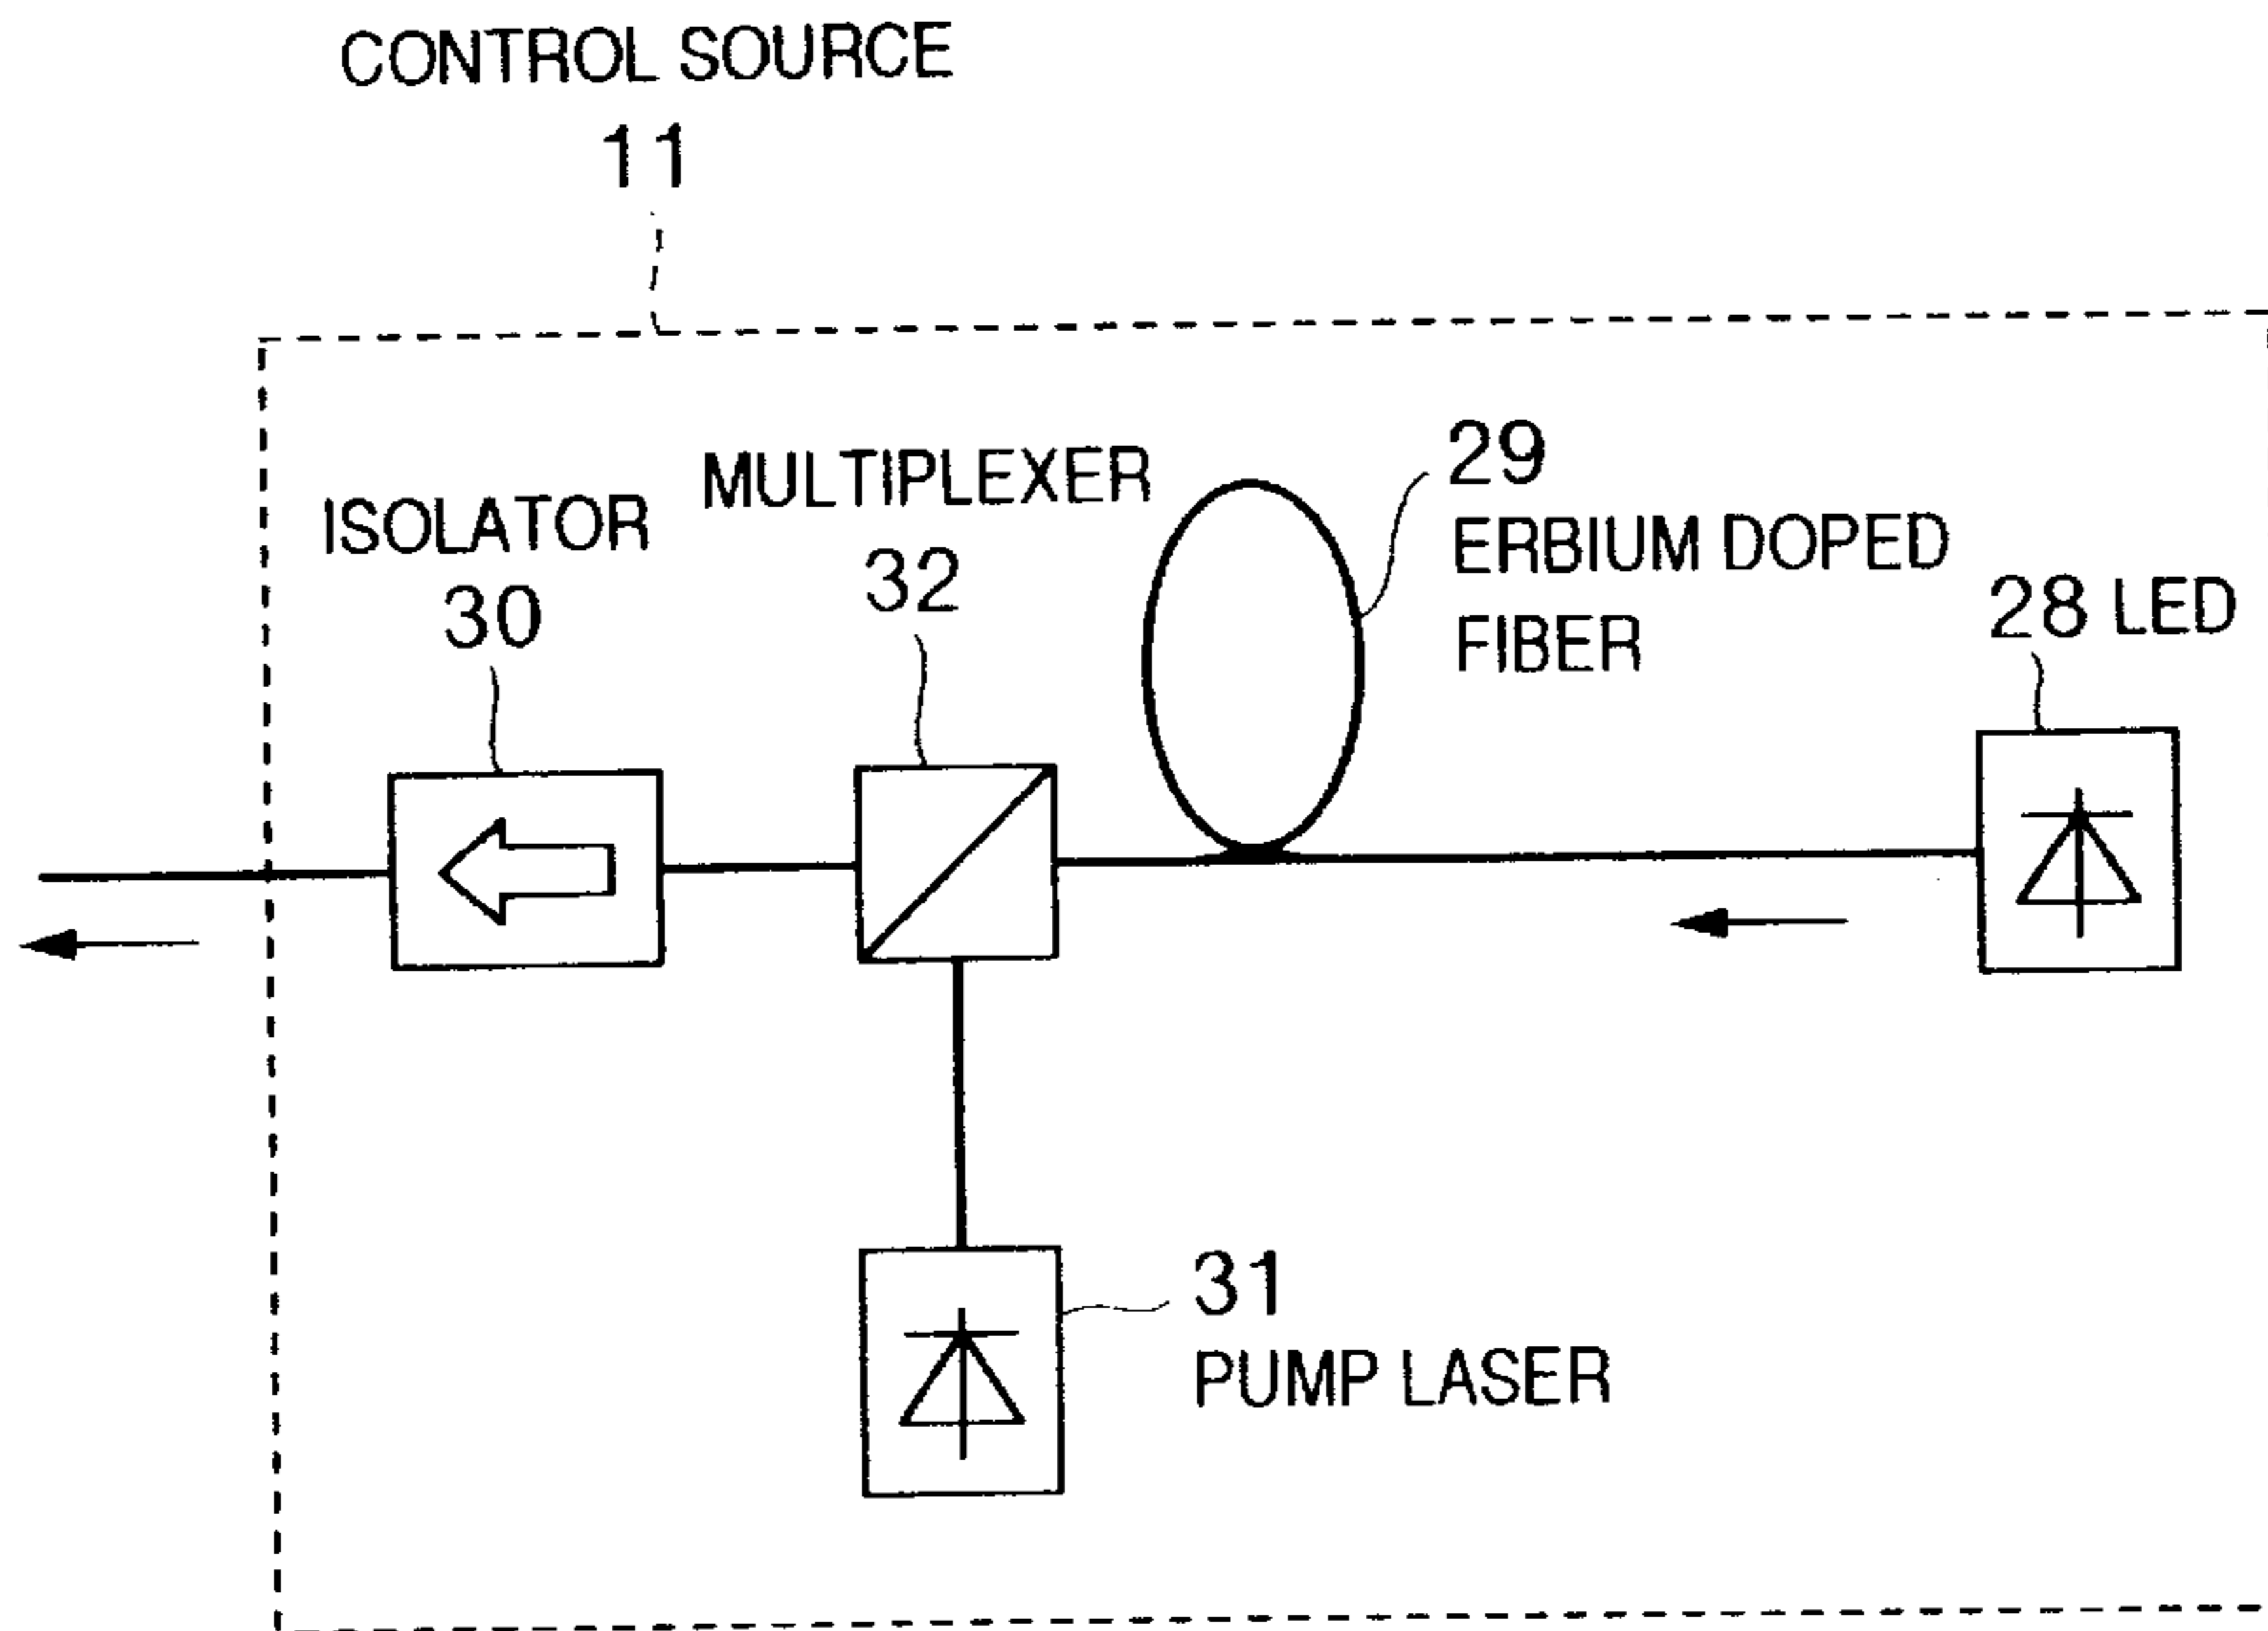 CONTROL SOURCE
11
MULTIPLEXER
32
ISOLATOR
30
29
ERBIUM DOPED
FIBER
28 LED
31
PUMP LASER